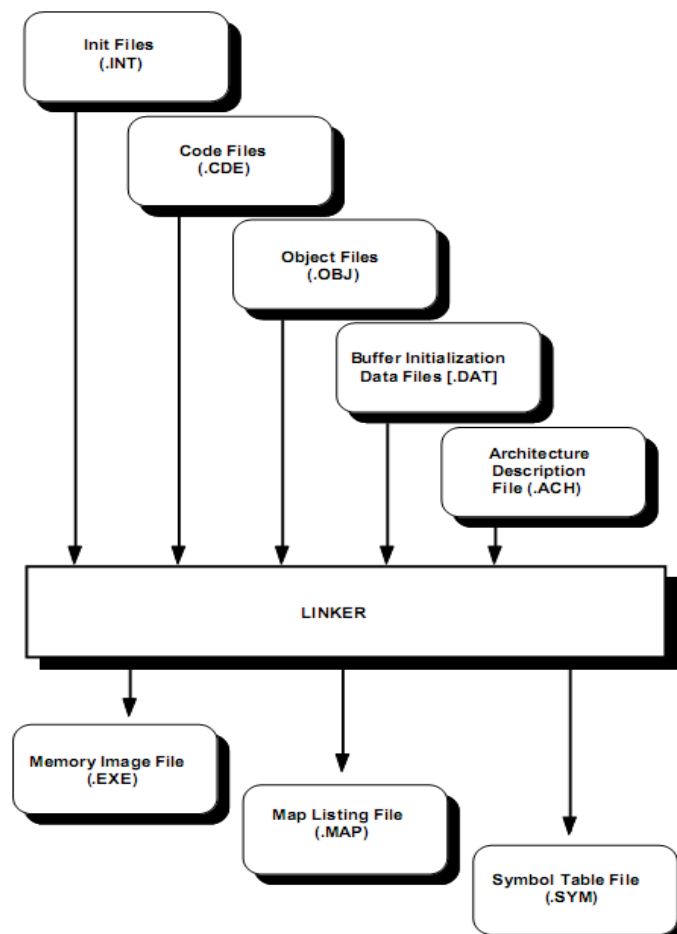 Init Files
(.INT)
Code Files
(.CDE)
Object Files
(.OBJ)
Buffer Initialization
Data Files [.DAT]
Architecture
Description
File (.ACH)
LINKER
Memory Image File
(.EXE)
Map Listing File
(.MAP)
Symbol Table File
(.SYM)